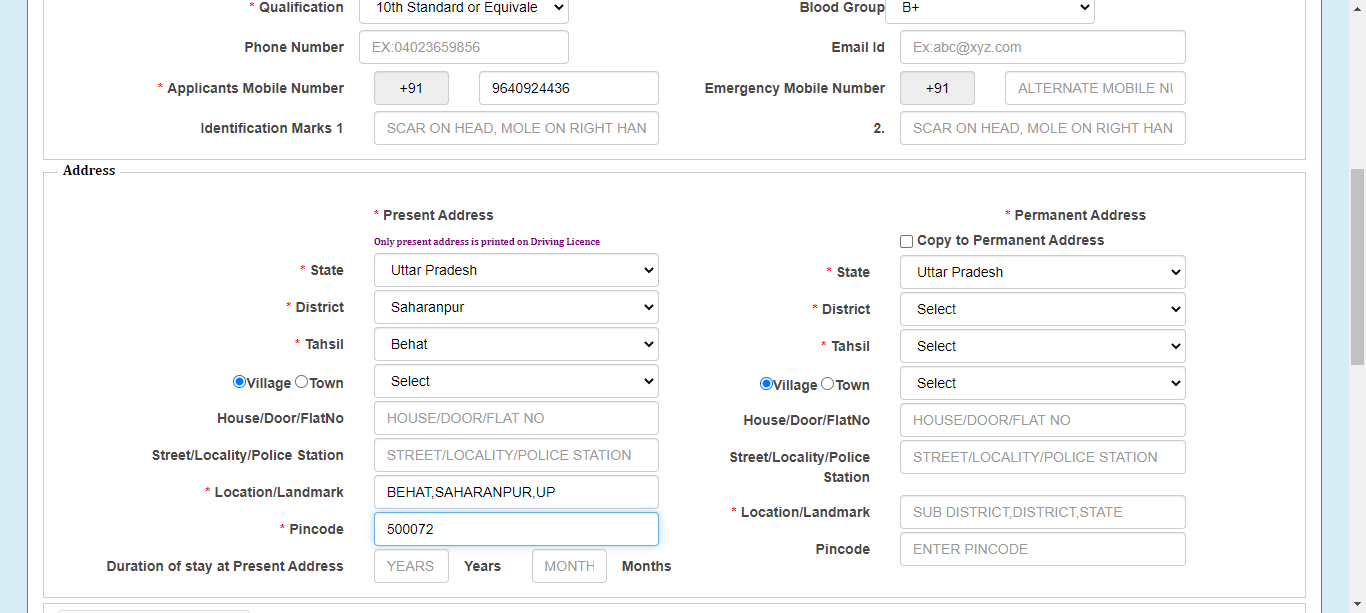 * Qualification 10th Standard or Equivale Blood Group B+
Phone Number EX:04023659856 Email Id Ex:abc@xyz.com
* Applicants Mobile Number +91 9640924436 Emergency Mobile Number +91 ALTERNATE MOBILE NU
Identification Marks 1 SCAR ON HEAD, MOLE ON RIGHT HAN 2. SCAR ON HEAD, MOLE ON RIGHT HAN
Address
* Present Address * Permanent Address
Only present address is printed on Driving Licence Copy to Permanent Address
* State Uttar Pradesh * State Uttar Pradesh
* District Saharanpur * District Select
* Tahsil Behat * Tahsil Select
Village Town Select Village Town Select
House/Door/FlatNo HOUSE/DOOR/FLAT NO House/Door/FlatNo HOUSE/DOOR/FLAT NO
Street/Locality/Police Station STREET/LOCALITY/POLICE STATION Street/Locality/Police STREET/LOCALITY/POLICE STATION
Station
* Location/Landmark BEHAT,SAHARANPUR,UP * Location/Landmark SUB DISTRICT,DISTRICT,STATE
* Pincode 500072 Pincode ENTER PINCODE
Duration of stay at Present Address YEARS Years MONTH Months